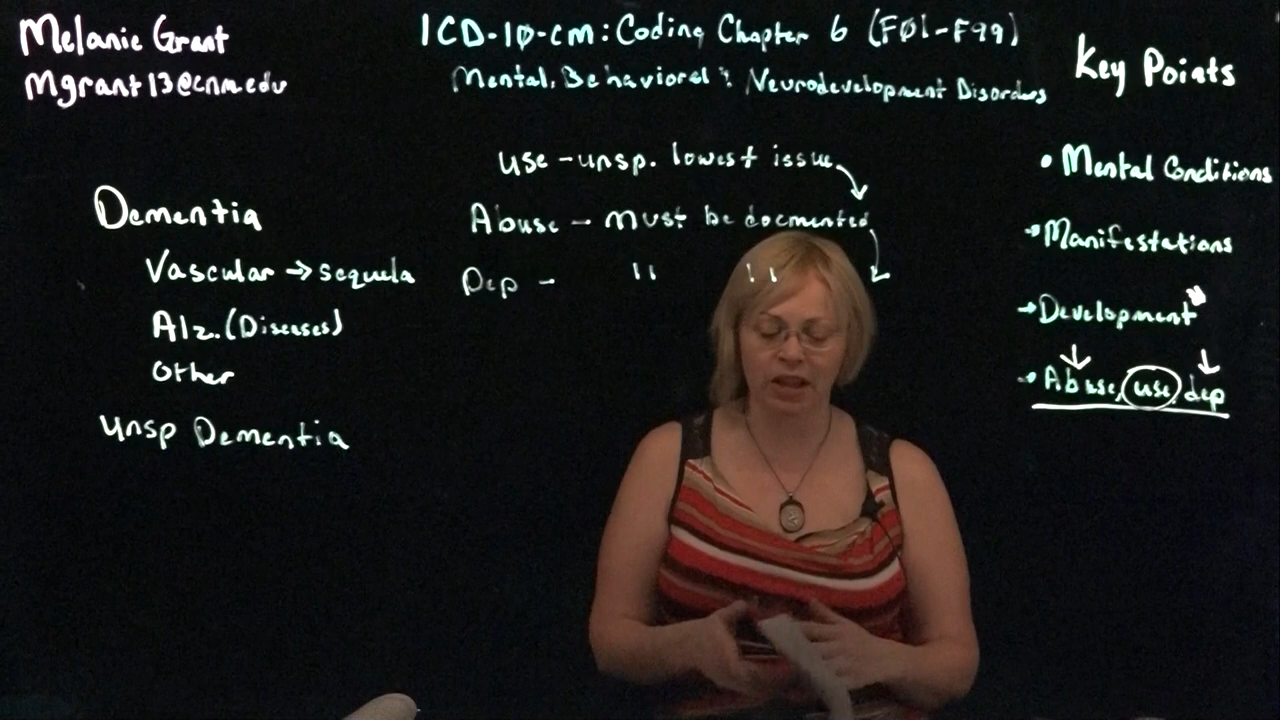 Melanie Grant
Mgrant13@cnm.edu
ICD-10-cm: Coding Chapter 6 (F01-F99)
Mental, Behavioral & Neurodevelopment Disorders
Key Points
use - unsp. lowest issue
Abuse - must be docmented
Dep - " "
Dementia
Vascular → sequela
Alz. (Diseases)
Other
Unsp Dementia
• Mental Conditions
→ Manifestations
→ Development
→ Abuse, use, dep